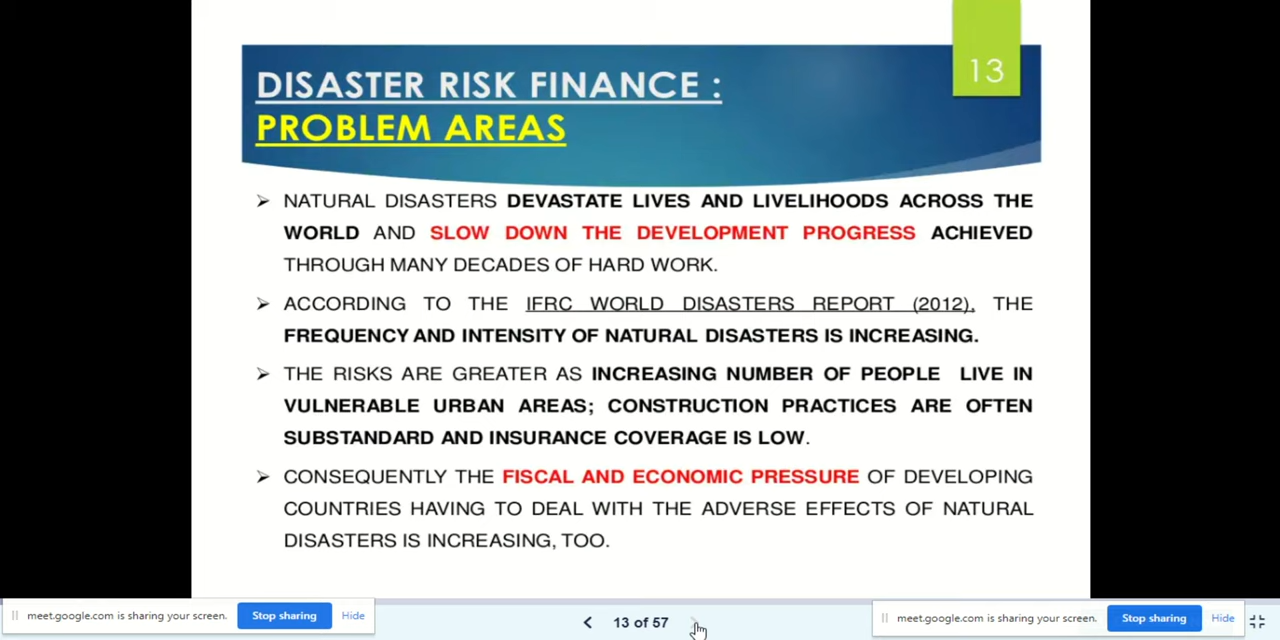 13
DISASTER RISK FINANCE :
PROBLEM AREAS
NATURAL DISASTERS DEVASTATE LIVES AND LIVELIHOODS ACROSS THE
WORLD AND SLOW DOWN THE DEVELOPMENT PROGRESS ACHIEVED
THROUGH MANY DECADES OF HARD WORK.
ACCORDING TO THE IFRC WORLD DISASTERS REPORT (2012), THE
FREQUENCY AND INTENSITY OF NATURAL DISASTERS IS INCREASING.
THE RISKS ARE GREATER AS INCREASING NUMBER OF PEOPLE LIVE IN
VULNERABLE URBAN AREAS; CONSTRUCTION PRACTICES ARE OFTEN
SUBSTANDARD AND INSURANCE COVERAGE IS LOW.
CONSEQUENTLY THE FISCAL AND ECONOMIC PRESSURE OF DEVELOPING
COUNTRIES HAVING TO DEAL WITH THE ADVERSE EFFECTS OF NATURAL
DISASTERS IS INCREASING, TOO.
meet.google.com is sharing your screen. Stop sharing Hide
13 of 57
meet.google.com is sharing your screen. Stop sharing Hide